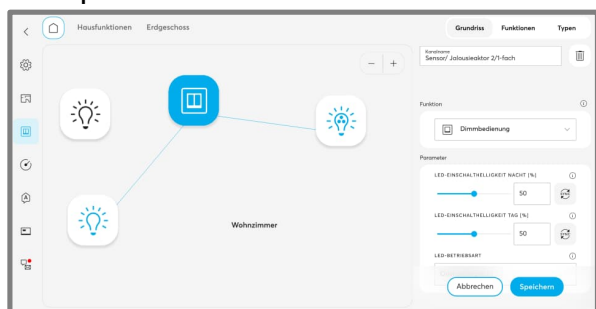 Hausfunktionen Erdgeschoss
Grundriss Funktionen Typen
Kanalname
Sensor/ Jalousieaktor 2/1-fach
Funktion
Dimmbedienung
Parameter
LED-EINSCHALTHELLIGKEIT NACHT [%]
50
LED-EINSCHALTHELLIGKEIT TAG [%]
50
LED-BETRIEBSART
Wohnzimmer
Abbrechen Speichern